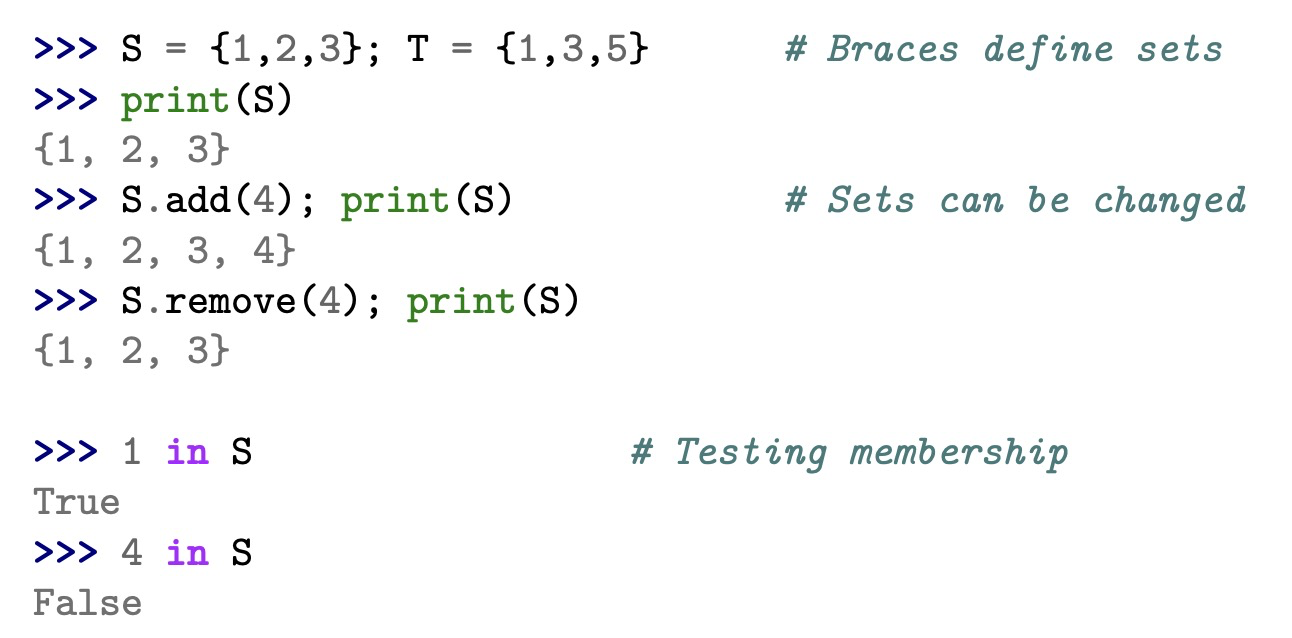 >>> S = {1,2,3}; T = {1,3,5}      # Braces define sets
>>> print(S)
{1, 2, 3}
>>> S.add(4); print(S)            # Sets can be changed
{1, 2, 3, 4}
>>> S.remove(4); print(S)
{1, 2, 3}
>>> 1 in S                 # Testing membership
True
>>> 4 in S
False